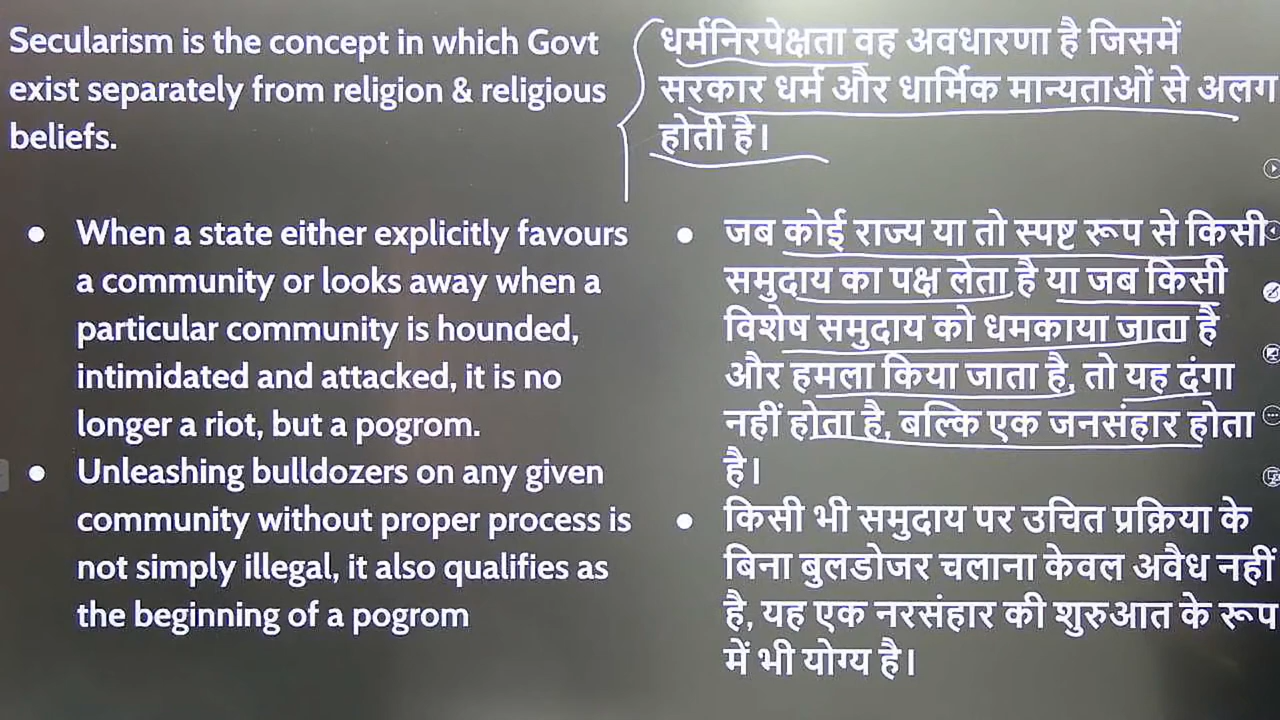 Secularism is the concept in which Govt
exist separately from religion & religious
beliefs.
● When a state either explicitly favours
a community or looks away when a
particular community is hounded,
intimidated and attacked, it is no
longer a riot, but a pogrom.
● Unleashing bulldozers on any given
community without proper process is
not simply illegal, it also qualifies as
the beginning of a pogrom
धर्मनिरपेक्षता वह अवधारणा है जिसमें
सरकार धर्म और धार्मिक मान्यताओं से अलग
होती है।
● जब कोई राज्य या तो स्पष्ट रूप से किसी
समुदाय का पक्ष लेता है या जब किसी
विशेष समुदाय को धमकाया जाता है
और हमला किया जाता है, तो यह दंगा
नहीं होता है, बल्कि एक जनसंहार होता
है।
● किसी भी समुदाय पर उचित प्रक्रिया के
बिना बुलडोजर चलाना केवल अवैध नहीं
है, यह एक नरसंहार की शुरुआत के रूप
में भी योग्य है।